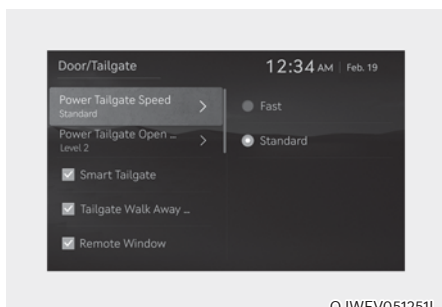 Door/Tailgate
12:34 AM | Feb. 19
Power Tailgate Speed
Standard
Power Tailgate Open ...
Level 2
Smart Tailgate
Tailgate Walk Away ...
Remote Window
Fast
Standard